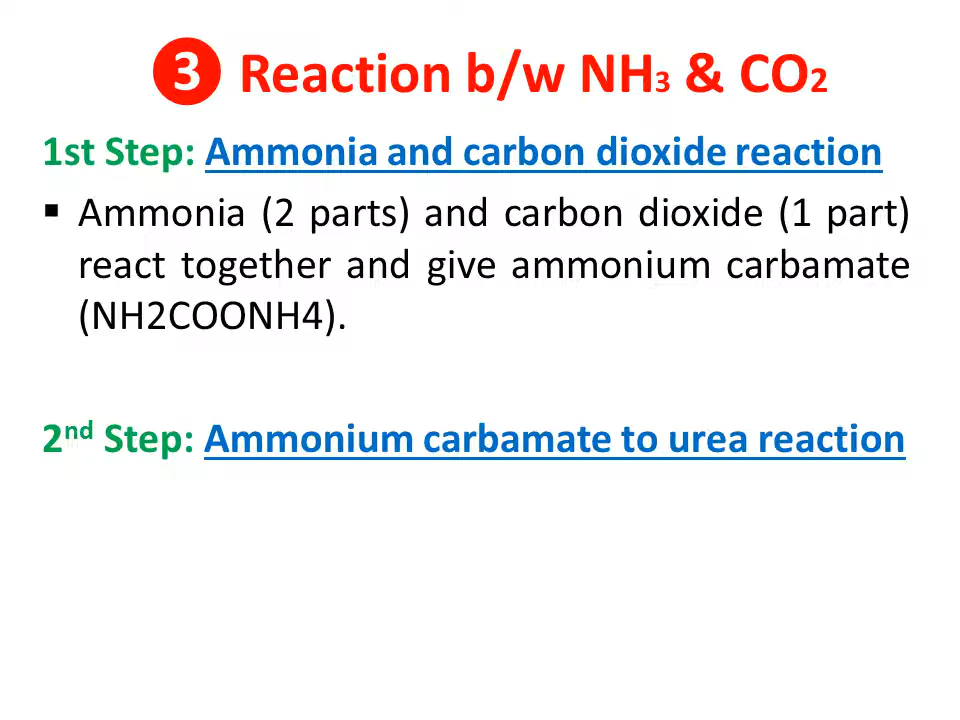 ❸ Reaction b/w NH₃ & CO₂
1st Step: Ammonia and carbon dioxide reaction
▪ Ammonia (2 parts) and carbon dioxide (1 part)
react together and give ammonium carbamate
(NH2COONH4).
2ⁿᵈ Step: Ammonium carbamate to urea reaction